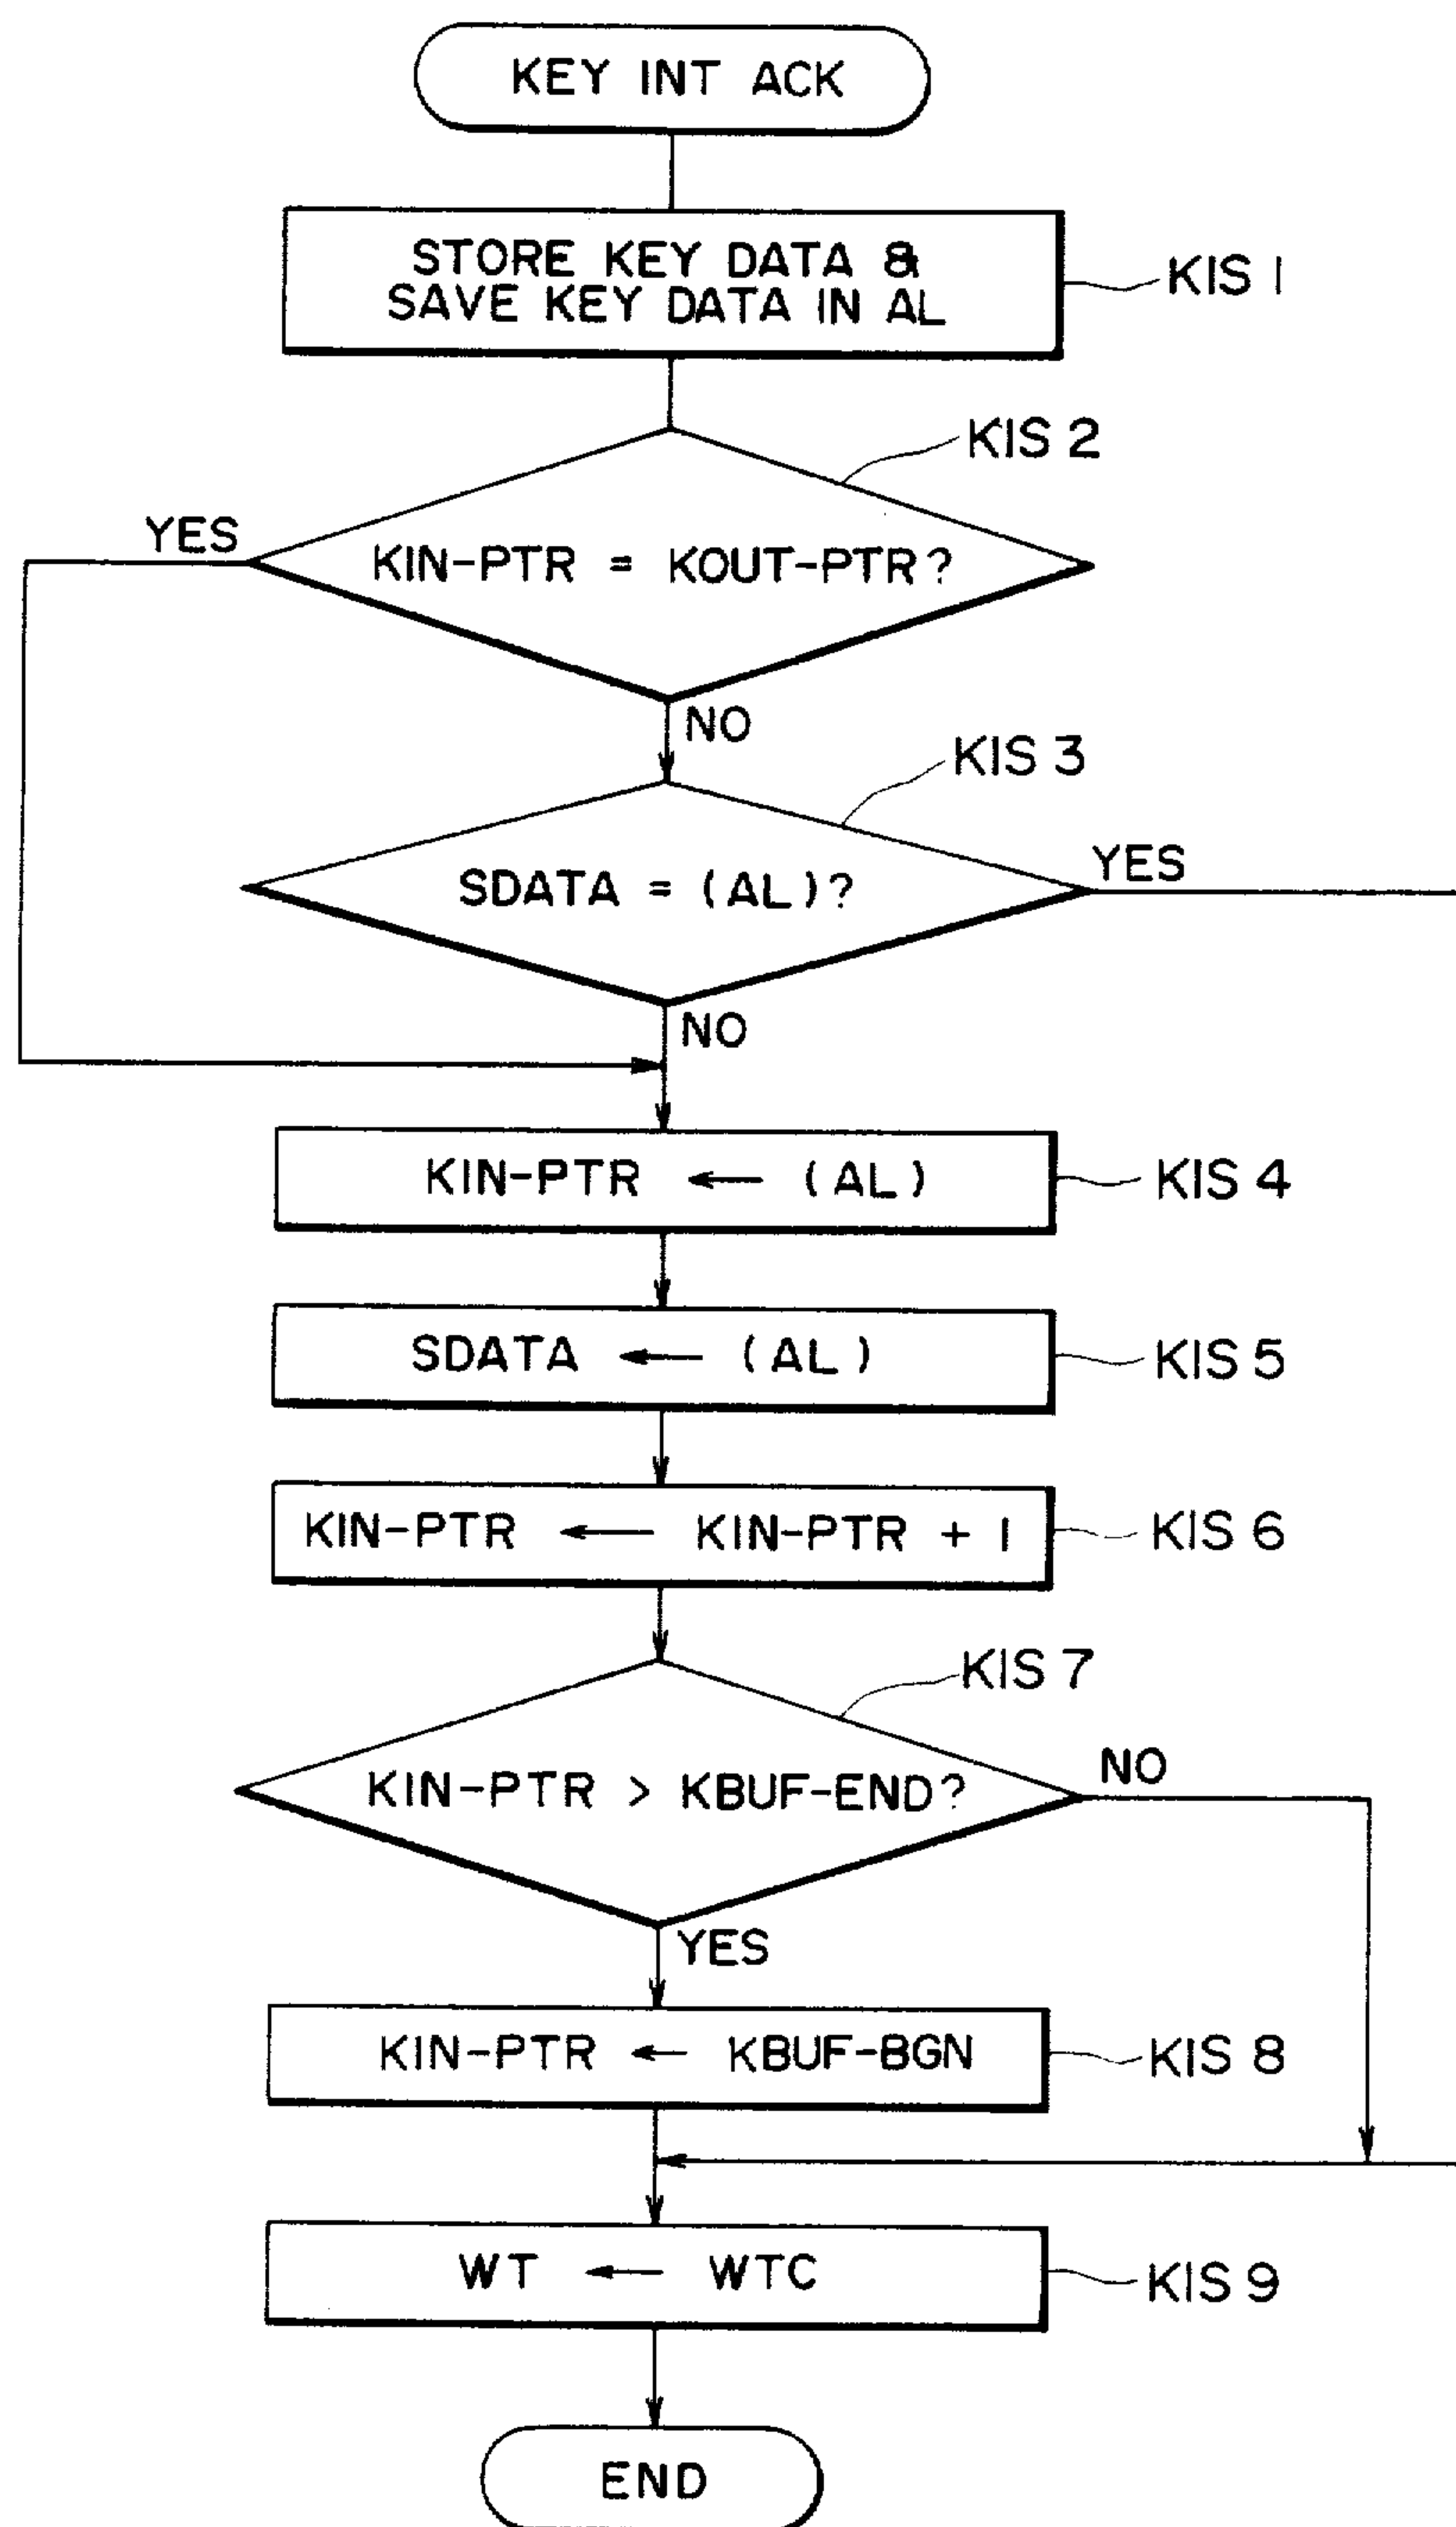 KEY INT ACK
STORE KEY DATA &
SAVE KEY DATA IN AL
KIS 1
KIS 2
YES
KIN-PTR = KOUT-PTR?
NO
KIS 3
YES
SDATA = (AL)?
NO
KIN-PTR ← (AL)
KIS 4
SDATA ← (AL)
KIS 5
KIN-PTR ← KIN-PTR + 1
KIS 6
KIS 7
NO
KIN-PTR > KBUF-END?
YES
KIN-PTR ← KBUF-BGN
KIS 8
WT ← WTC
KIS 9
END